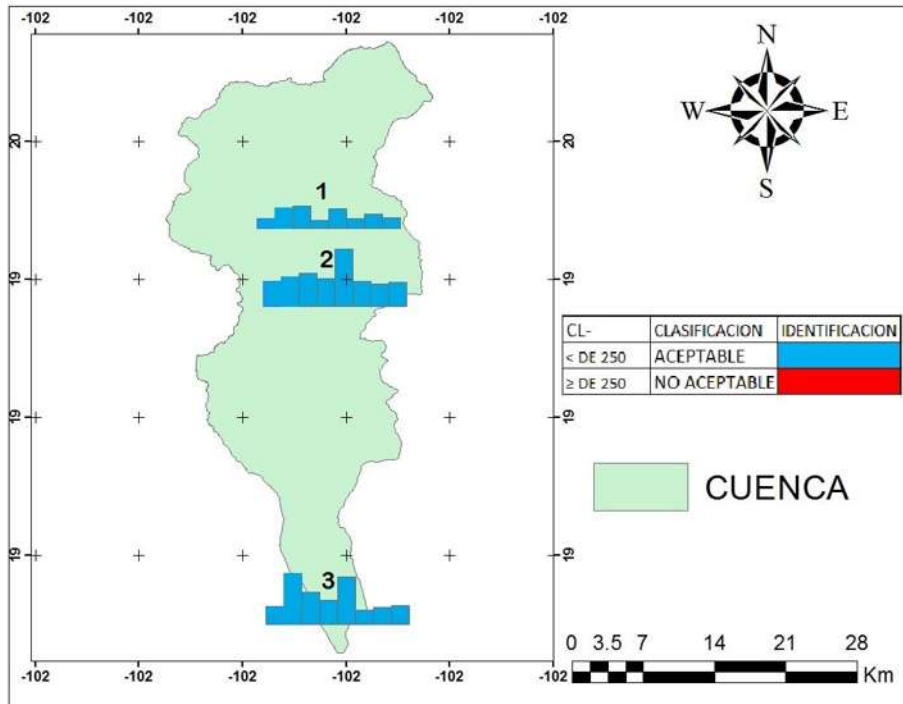 -102 -102 -102 -102 -102 -102
N
W E
S
20 20
1
2
19 19
CL- CLASIFICACION IDENTIFICACION
< DE 250 ACEPTABLE
≥ DE 250 NO ACEPTABLE
19 19
CUENCA
19 19
3
0 3.5 7 14 21 28
Km
-102 -102 -102 -102 -102 -102